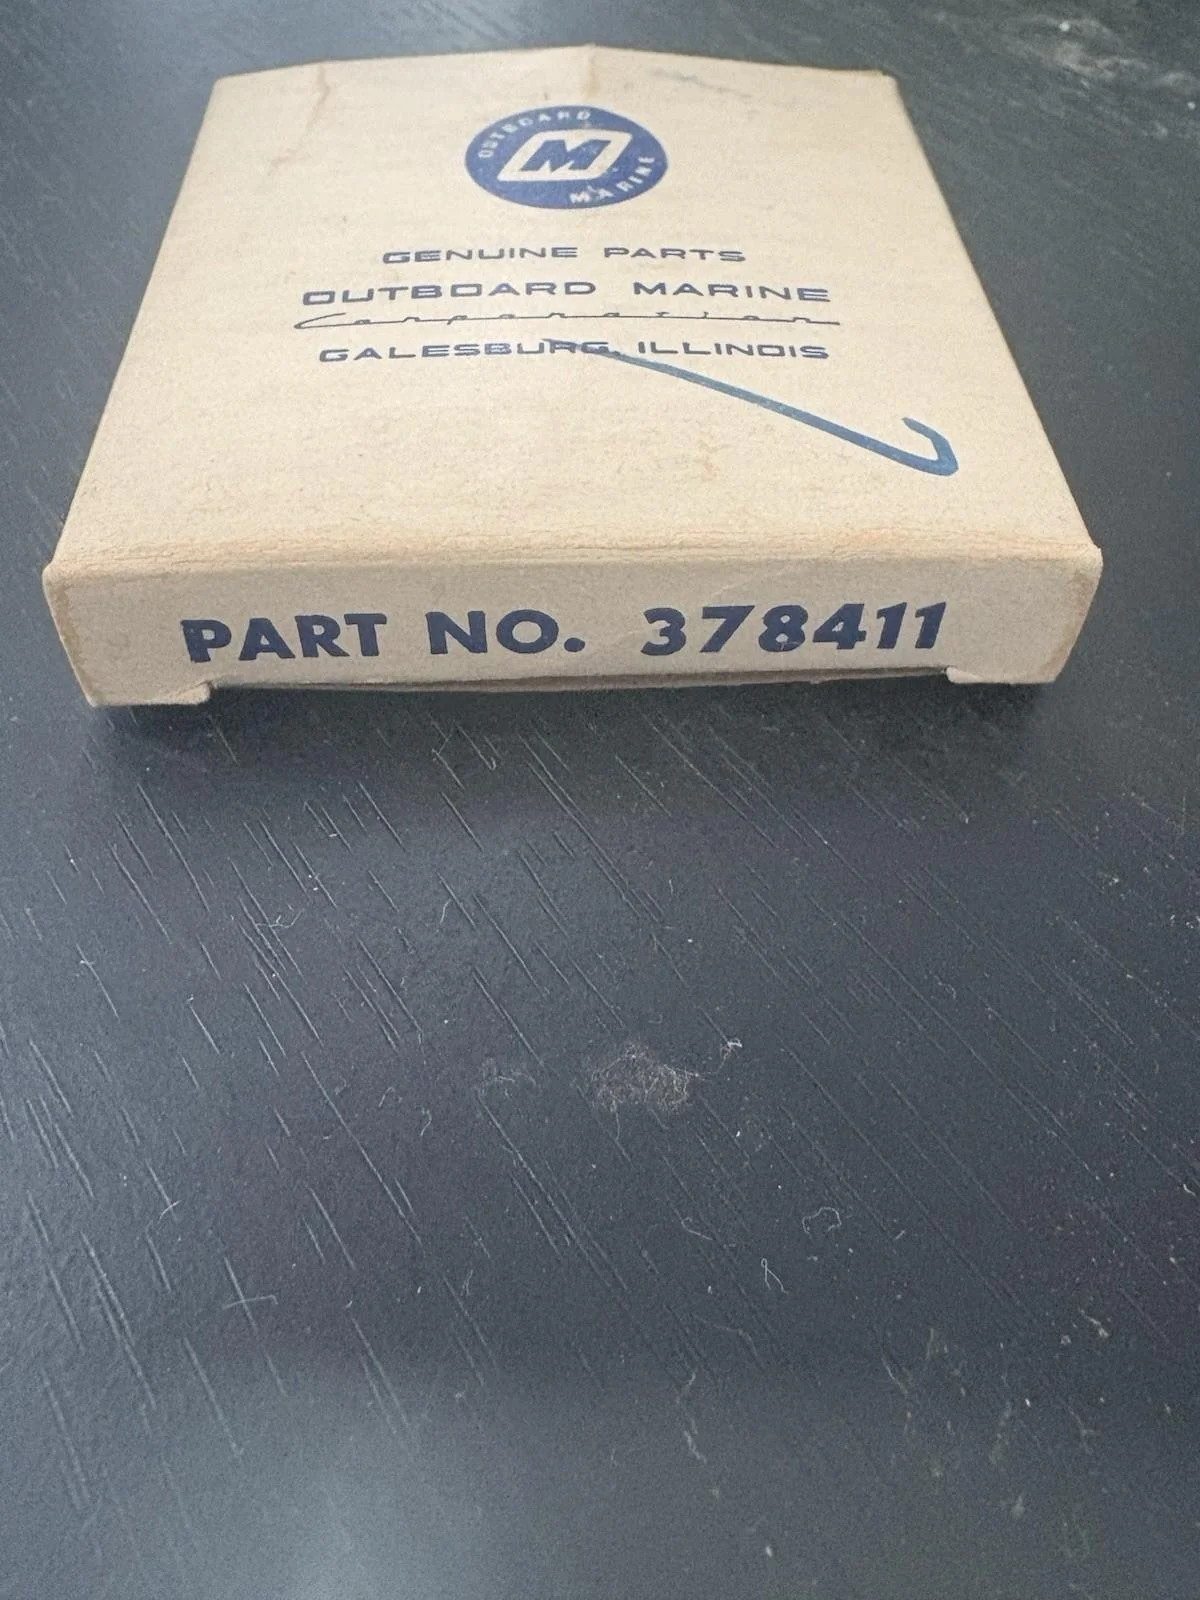 OUTBOARD
M
MARINE
GENUINE PARTS
OUTBOARD MARINE
Corporation
GALESBURG, ILLINOIS
PART NO. 378411